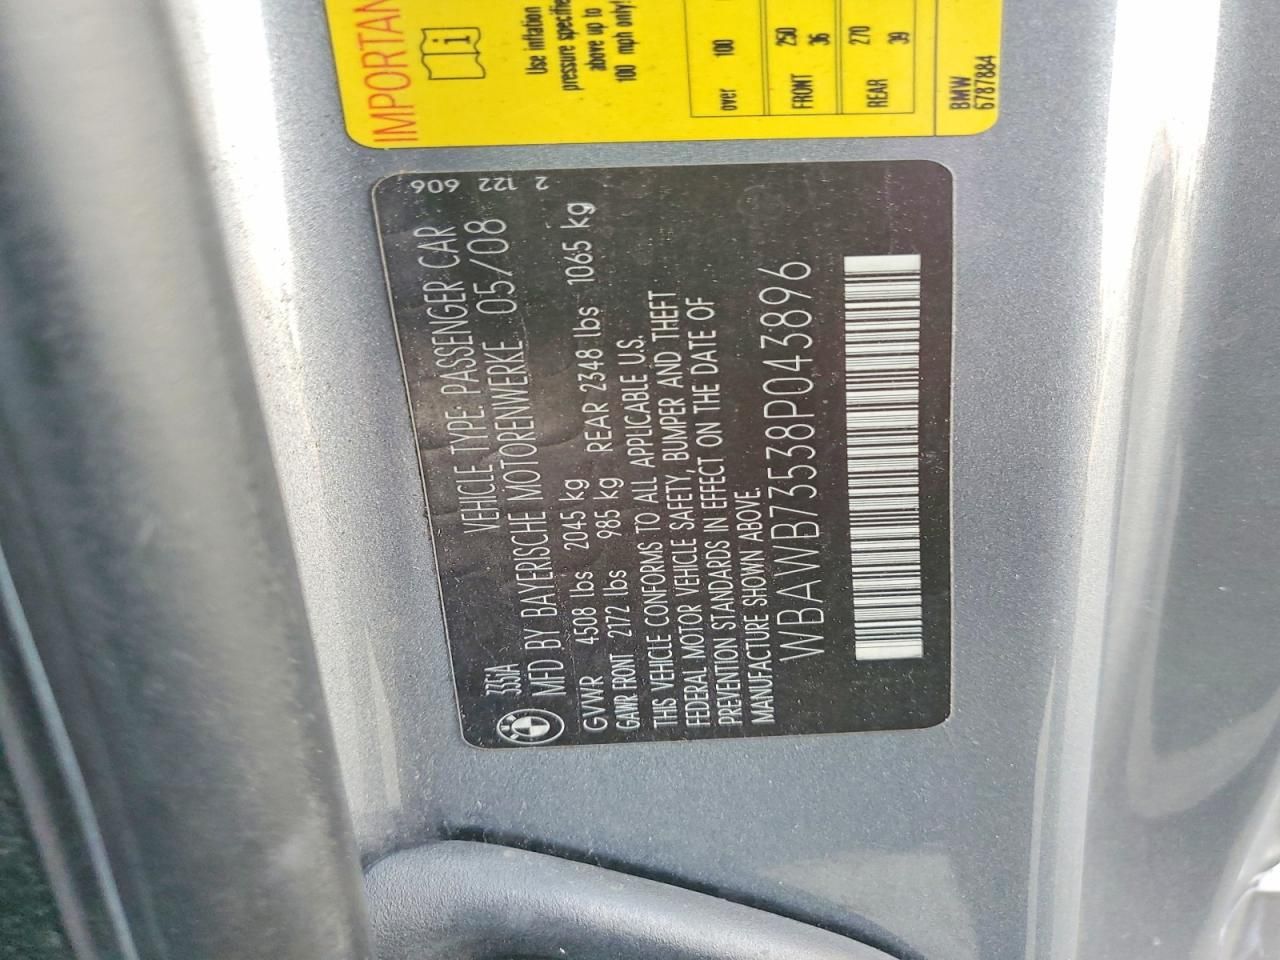 IMPORTAN
Use inflation
pressure specifie
above up to
100 mph only!
over 100
FRONT 250
36
REAR 270
39
BMW
6787884
2 122 606
VEHICLE TYPE: PASSENGER CAR
335iA
MFD BY BAYERISCHE MOTORENWERKE 05/08
GVWR 4508 lbs 2045 kg
GAWR FRONT 2172 lbs 985 kg REAR 2348 lbs 1065 kg
THIS VEHICLE CONFORMS TO ALL APPLICABLE U.S.
FEDERAL MOTOR VEHICLE SAFETY, BUMPER AND THEFT
PREVENTION STANDARDS IN EFFECT ON THE DATE OF
MANUFACTURE SHOWN ABOVE.
WBAWB73538P043896